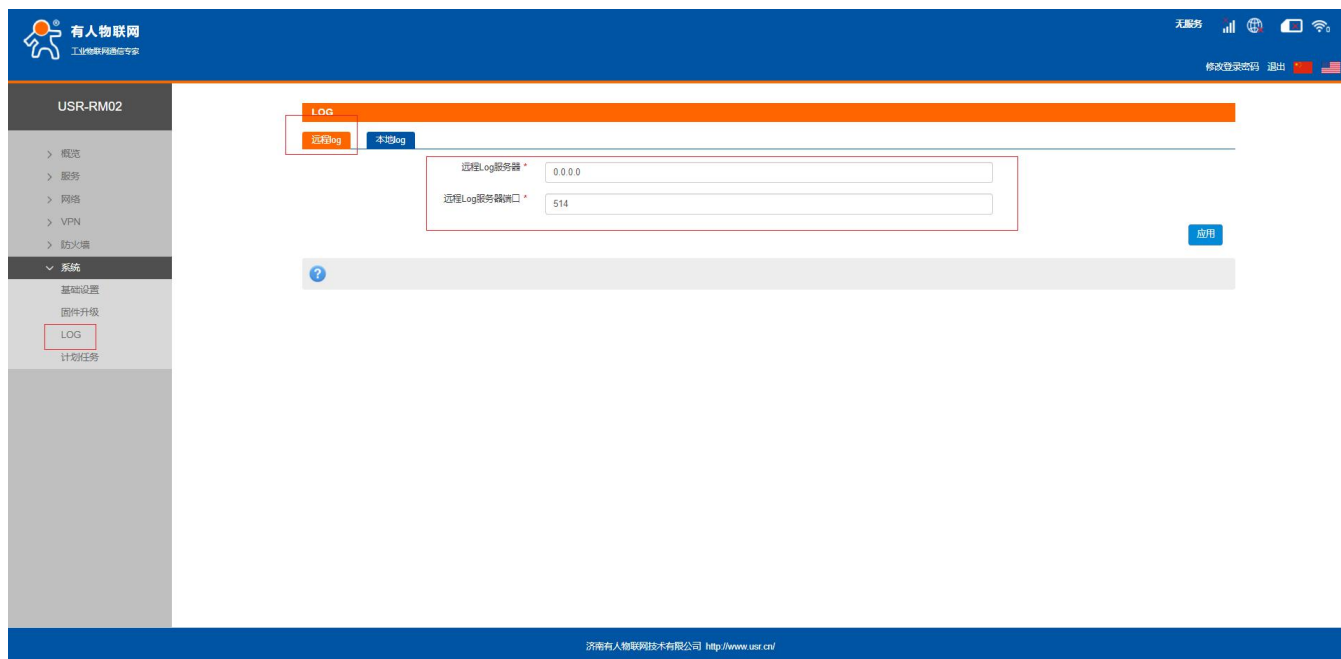 有人物联网
工业物联网通信专家
无服务
修改登录密码 退出
USR-RM02
概览
服务
网络
VPN
防火墙
系统
基础设置
固件升级
LOG
计划任务
LOG
远程log 本地log
远程Log服务器 *
0.0.0.0
远程Log服务器端口 *
514
应用
济南有人物联网技术有限公司 http://www.usr.cn/